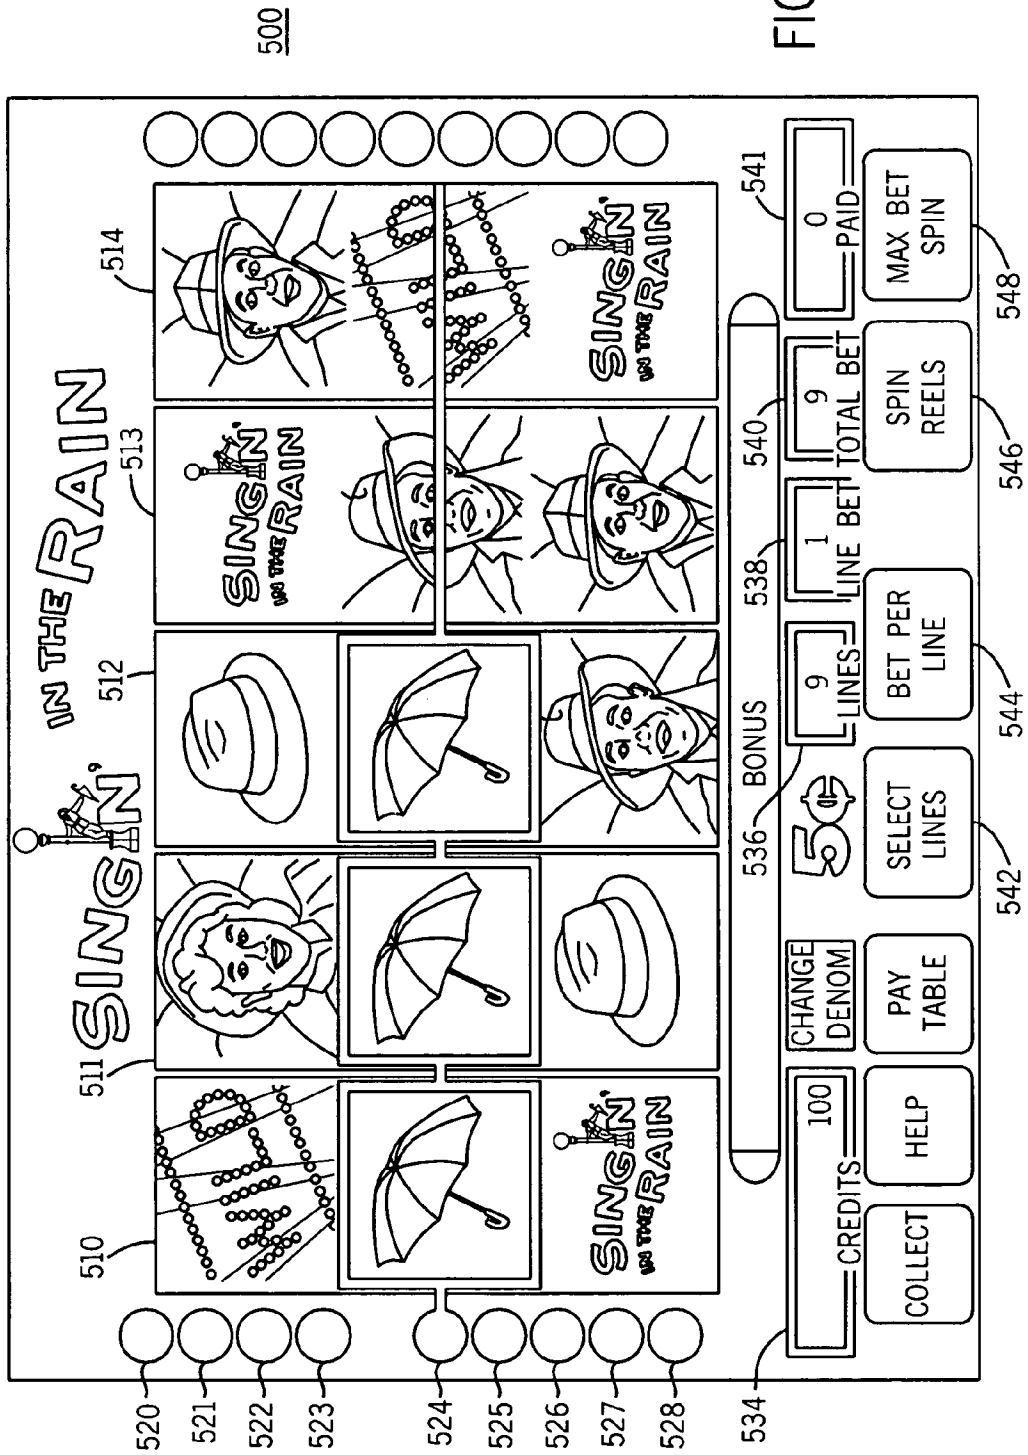 SINGIN' IN THE RAIN
500
510
511
512
513
514
WILD
SINGIN' IN THE RAIN
WILD
SINGIN' IN THE RAIN
SINGIN' IN THE RAIN
520
521
522
523
524
525
526
527
528
BONUS
534
536
538
540
541
100
CREDITS
CHANGE
DENOM
5¢
9
LINES
1
LINE BET
9
TOTAL BET
0
PAID
COLLECT
HELP
PAY
TABLE
SELECT
LINES
BET PER
LINE
SPIN
REELS
MAX BET
SPIN
542
544
546
548